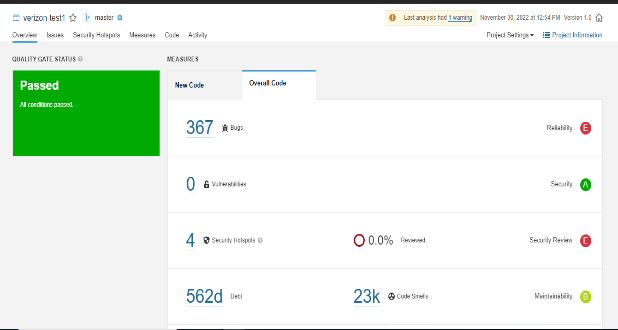 verizon test1 master Last analysis had 1 warning November 30, 2022 at 12:54 PM Version 1.0
Overview Issues Security Hotspots Measures Code Activity Project Settings Project Information
QUALITY GATE STATUS MEASURES
Passed
All conditions passed.
New Code Overall Code
367 Bugs Reliability E
0 Vulnerabilities Security A
4 Security Hotspots 0.0% Reviewed Security Review E
562d Debt 23k Code Smells Maintainability B